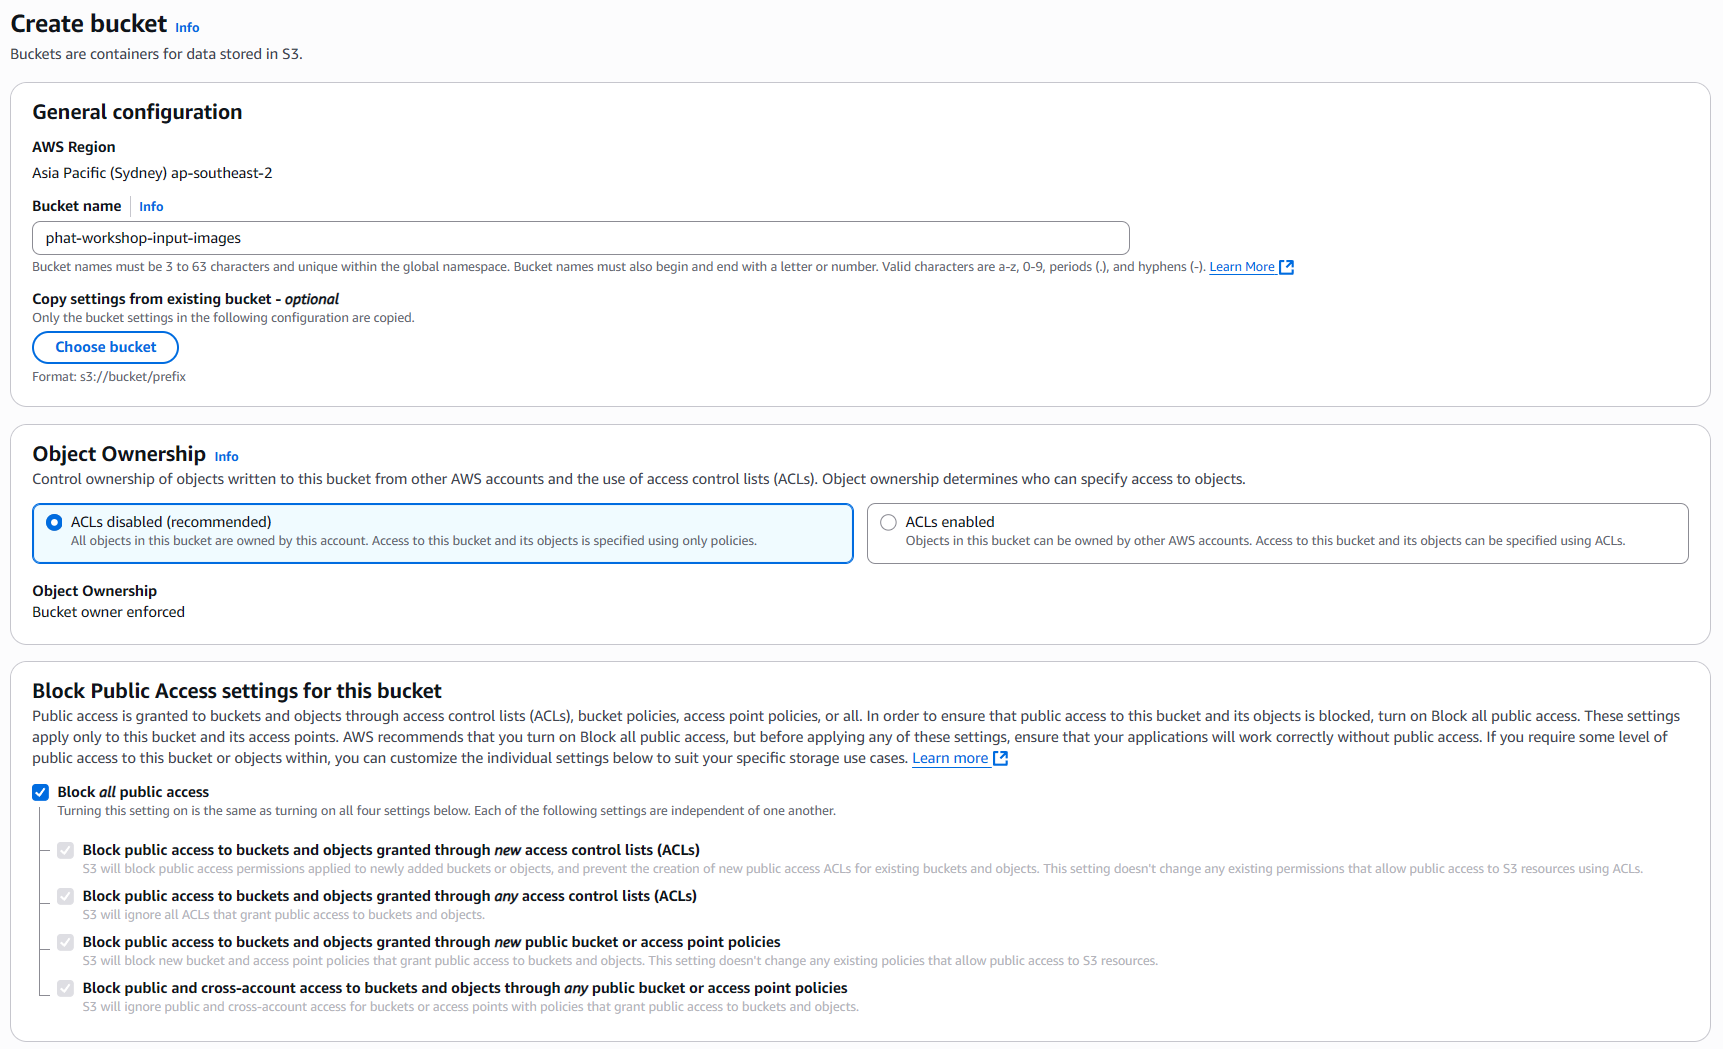 Create bucket Info
Buckets are containers for data stored in S3.
General configuration
AWS Region
Asia Pacific (Sydney) ap-southeast-2
Bucket name Info
phat-workshop-input-images
Bucket names must be 3 to 63 characters and unique within the global namespace. Bucket names must also begin and end with a letter or number. Valid characters are a-z, 0-9, periods (.), and hyphens (-). Learn More
Copy settings from existing bucket - optional
Only the bucket settings in the following configuration are copied.
Choose bucket
Format: s3://bucket/prefix
Object Ownership Info
Control ownership of objects written to this bucket from other AWS accounts and the use of access control lists (ACLs). Object ownership determines who can specify access to objects.
ACLs disabled (recommended)
All objects in this bucket are owned by this account. Access to this bucket and its objects is specified using only policies.
ACLs enabled
Objects in this bucket can be owned by other AWS accounts. Access to this bucket and its objects can be specified using ACLs.
Object Ownership
Bucket owner enforced
Block Public Access settings for this bucket
Public access is granted to buckets and objects through access control lists (ACLs), bucket policies, access point policies, or all. In order to ensure that public access to this bucket and its objects is blocked, turn on Block all public access. These settings
apply only to this bucket and its access points. AWS recommends that you turn on Block all public access, but before applying any of these settings, ensure that your applications will work correctly without public access. If you require some level of
public access to this bucket or objects within, you can customize the individual settings below to suit your specific storage use cases. Learn more
Block all public access
Turning this setting on is the same as turning on all four settings below. Each of the following settings are independent of one another.
Block public access to buckets and objects granted through new access control lists (ACLs)
S3 will block public access permissions applied to newly added buckets or objects, and prevent the creation of new public access ACLs for existing buckets and objects. This setting doesn't change any existing permissions that allow public access to S3 resources using ACLs.
Block public access to buckets and objects granted through any access control lists (ACLs)
S3 will ignore all ACLs that grant public access to buckets and objects.
Block public access to buckets and objects granted through new public bucket or access point policies
S3 will block new bucket and access point policies that grant public access to buckets and objects. This setting doesn't change any existing policies that allow public access to S3 resources.
Block public and cross-account access to buckets and objects through any public bucket or access point policies
S3 will ignore public and cross-account access for buckets or access points with policies that grant public access to buckets and objects.